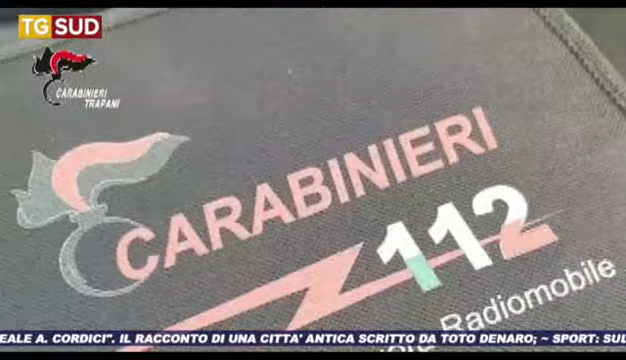 TG SUD
CARABINIERI
TRAPANI
CARABINIERI
112
Radiomobile
EALE A. CORDICI". IL RACCONTO DI UNA CITTA' ANTICA SCRITTO DA TOTO DENARO; ~ SPORT: SUL